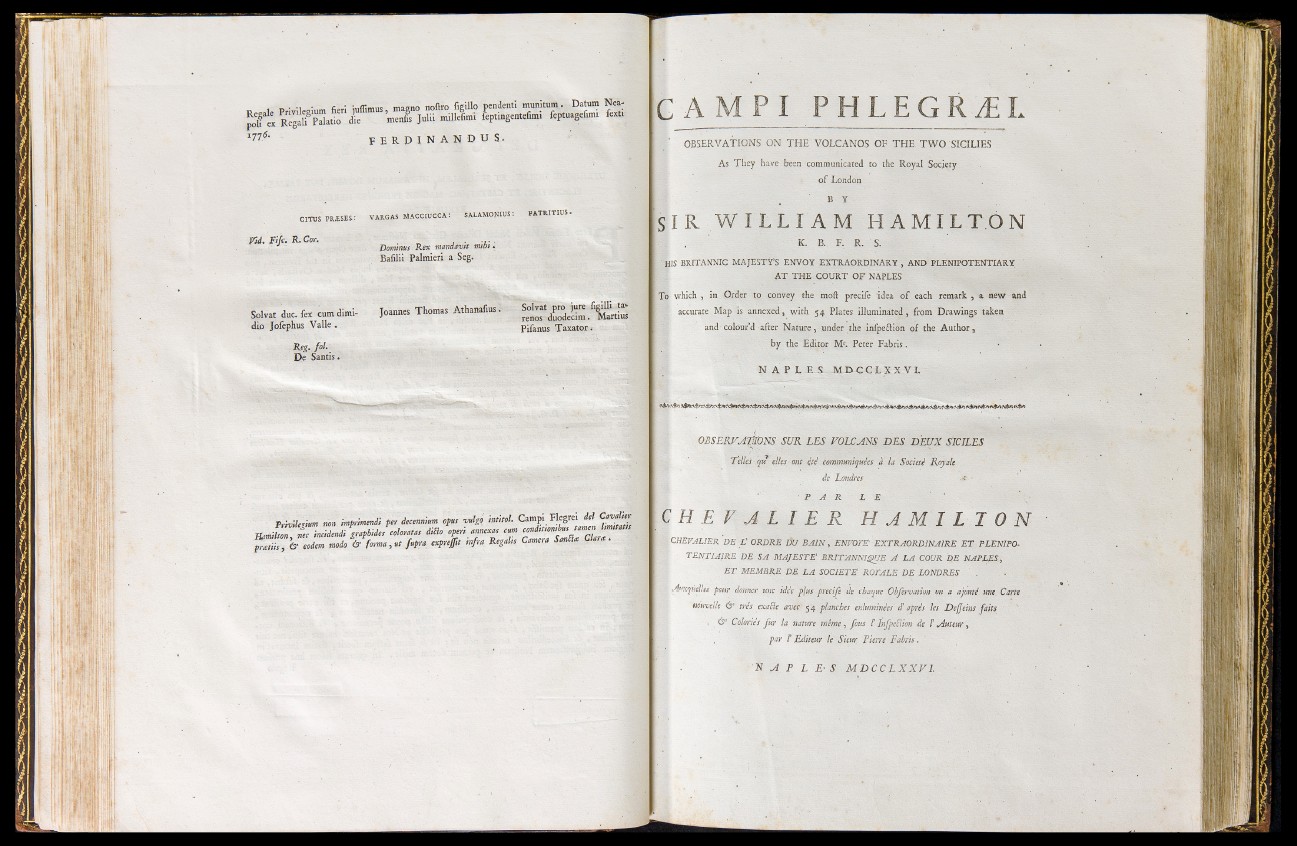 Regale Privilegium fieri juſſimus, magno noſtro ſigillo pendenti munitum. Datum Nea-
poli ex Regali Palatio die menſis Julii milleſimi ſeptingenteſimi ſeptuageſimi ſexti
1776.
FERDINANDUS.
CITUS PRÆSES: VARGAS MACCIUCCA: SALAMONIUS: PATRITIUS.
Vid. Fiſc. R. Cor.
Dominus Rex mandavit mihi.
Baſilii Palmieri a Seg.
Solvat duc. ſex cum dimi-
dio Joſephus Valle.
Joannes Thomas Athanaſius.
Solvat pro jure ſigilli ta-
renos duodecim. Martius
Piſanus Taxator.
Reg. fol.
De Santis.
Privilegium non imprimendi per decennium opus vulgo intitol. Campi Flegrei del Cavalier
Hamilton, nec incidendi graphides coloratas dicto operi annexas cum conditionibus tamen limitatis
pretiis, & eodem modo & forma, ut ſupra expreſſit infra Regalis Camera Sanctæ Claræ.
CAMPI PHLEGRÆI.
OBSERVATIONS ON THE VOLCANOS OF THE TWO SICILIES
As They have been communicated to the Royal Society
of London
BY
SIR WILLIAM HAMILTON
K. B. F. R. S.
HIS BRITANNIC MAJESTY'S ENVOY EXTRAORDINARY, AND PLENIPOTENTIARY
AT THE COURT OF NAPLES
To which, in Order to convey the moſt preciſe idea of each remark, a new and
accurate Map is annexed, with 54 Plates illuminated, from Drawings taken
and colour'd after Nature, under the inſpection of the Author,
by the Editor Mr. Peter Fabris.
NAPLES MDCCLXXVI.
OBSERVATIONS SUR LES VOLCANS DES DEUX SICILES
Telles qu' elles ont été communiquées à la Societé Royale
de Londres
PAR LE
CHEVALIER HAMILTON
CHEVALIER DE L' ORDRE DU BAIN, ENVOYE' EXTRAORDINAIRE ET PLENIPO-
TENTIAIRE DE SA MAJESTE' BRITANNIQUE A LA COUR DE NAPLES,
ET MEMBRE DE LA SOCIETE' ROYALE DE LONDRES
Auxquelles pour donner une idée plus preciſe de chaque Obſervation on a ajouté une Carte
nouvelle & trés exacte avec 54 planches enluminées d' aprés les Deſſeins faits
& Coloriés ſur la nature même, ſous l' Inſpection de l' Auteur,
par l' Editeur le Sieur Pierre Fabris.
NAPLES MDCCLXXVI.